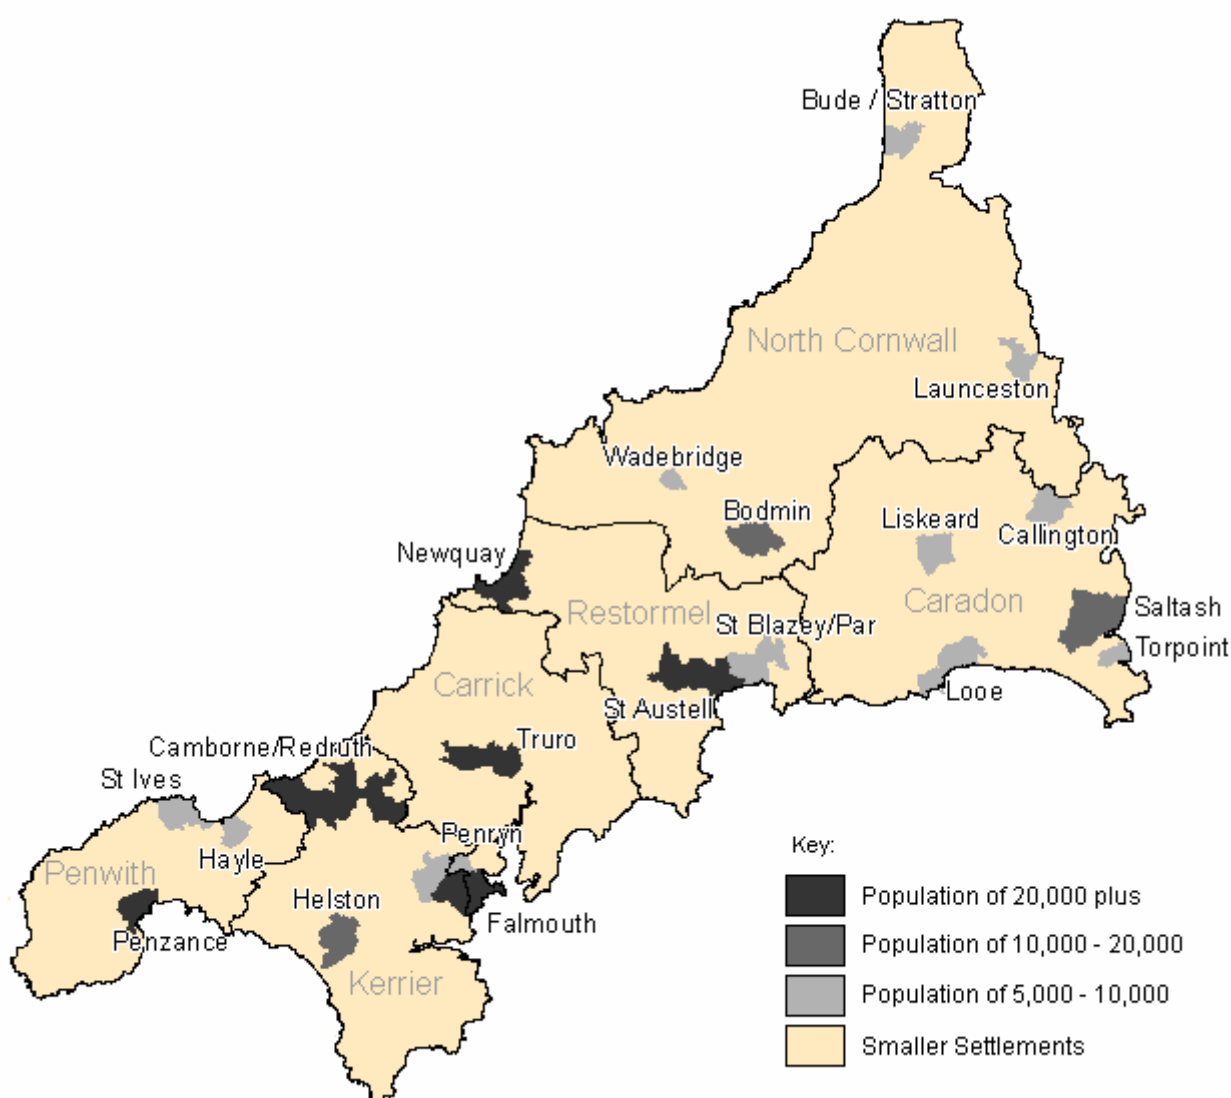 Bude / Stratton
North Cornwall
Launceston
Wadebridge
Bodmin
Liskeard
Callington
Newquay
Restormel
Caradon
Saltash
St Blazey/Par
Torpoint
Carrick
Looe
St Austell
Truro
Camborne/Redruth
St Ives
Penryn
Hayle
Penwith
Helston
Falmouth
Penzance
Kerrier
Key:
Population of 20,000 plus
Population of 10,000 - 20,000
Population of 5,000 - 10,000
Smaller Settlements